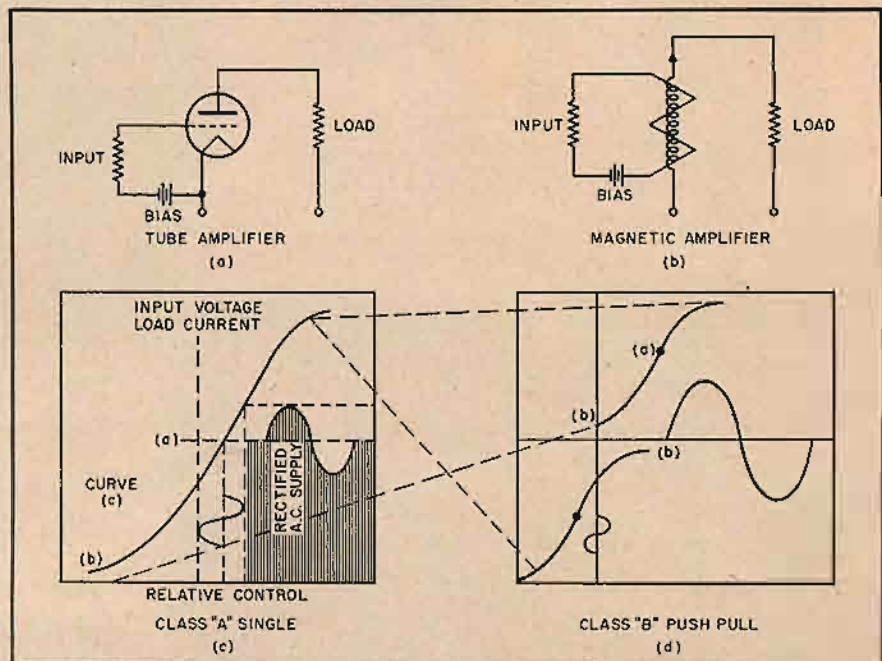 INPUT
LOAD
BIAS
TUBE AMPLIFIER
(a)
INPUT
LOAD
BIAS
MAGNETIC AMPLIFIER
(b)
INPUT VOLTAGE
LOAD CURRENT
(a)
CURVE
(c)
(b)
RECTIFIED
A.C. SUPPLY
RELATIVE CONTROL
CLASS "A" SINGLE
(c)
(a)
(b)
(b)
CLASS "B" PUSH PULL
(d)